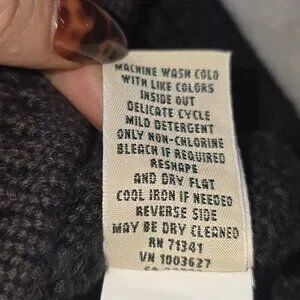 MACHINE WASH COLD
WITH LIKE COLORS
INSIDE OUT
DELICATE CYCLE
MILD DETERGENT
ONLY NON-CHLORINE
BLEACH IF REQUIRED
RESHAPE
AND DRY FLAT
COOL IRON IF NEEDED
REVERSE SIDE
MAY BE DRY CLEANED
RN 71341
VN 1003627